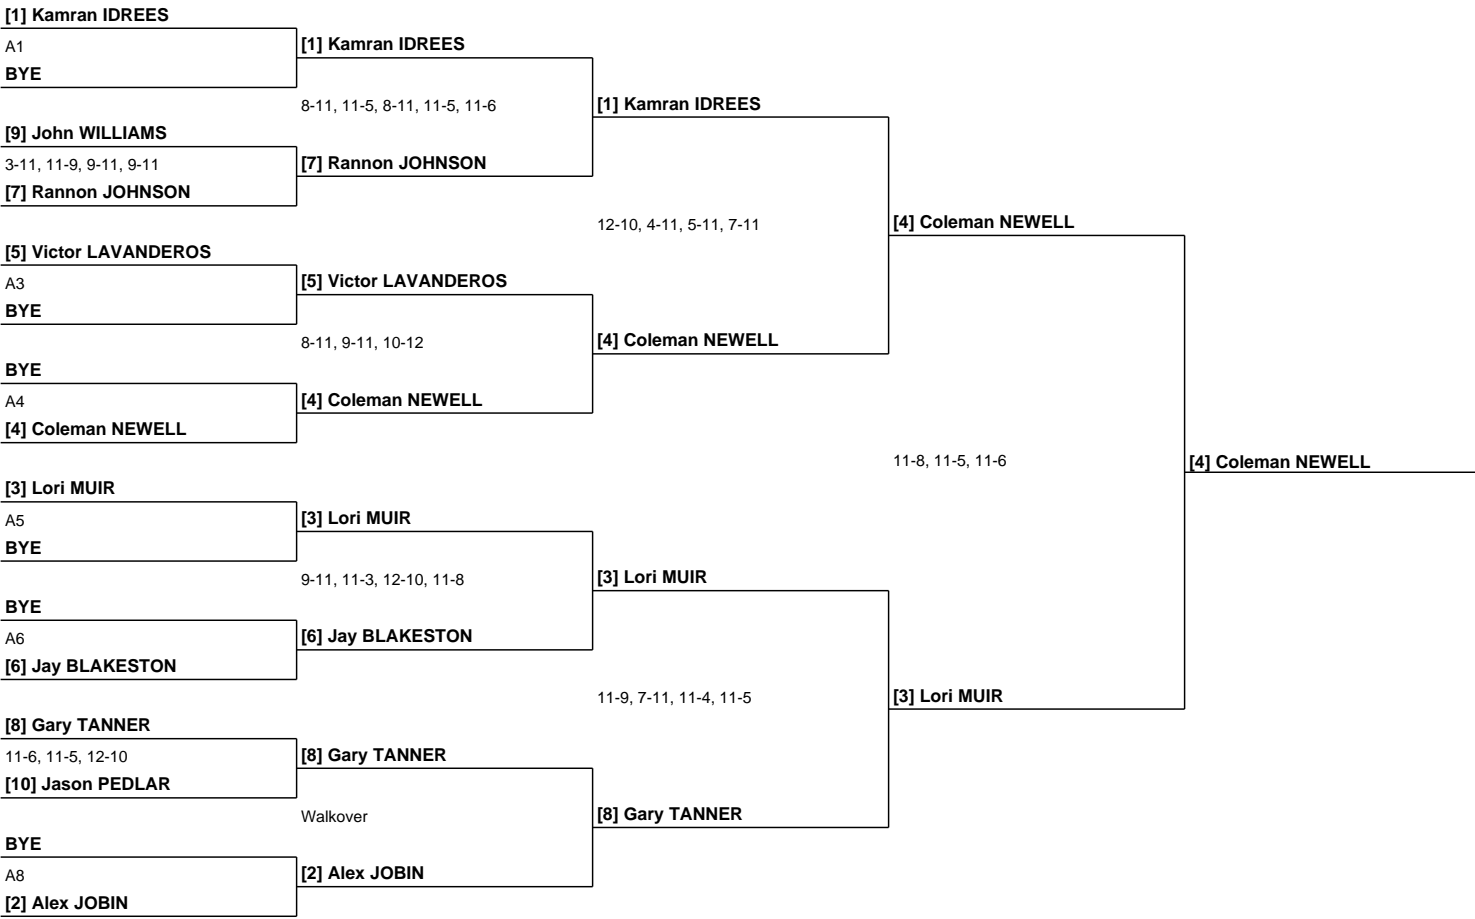 [1] Kamran IDREES
A1
BYE
[9] John WILLIAMS
3-11, 11-9, 9-11, 9-11
[7] Rannon JOHNSON
[5] Victor LAVANDEROS
A3
BYE
BYE
A4
[4] Coleman NEWELL
[3] Lori MUIR
A5
BYE
BYE
A6
[6] Jay BLAKESTON
[8] Gary TANNER
11-6, 11-5, 12-10
[10] Jason PEDLAR
BYE
A8
[2] Alex JOBIN
[1] Kamran IDREES
8-11, 11-5, 8-11, 11-5, 11-6
[7] Rannon JOHNSON
[5] Victor LAVANDEROS
8-11, 9-11, 10-12
[4] Coleman NEWELL
[3] Lori MUIR
9-11, 11-3, 12-10, 11-8
[6] Jay BLAKESTON
[8] Gary TANNER
Walkover
[2] Alex JOBIN
[1] Kamran IDREES
12-10, 4-11, 5-11, 7-11
[4] Coleman NEWELL
[3] Lori MUIR
11-9, 7-11, 11-4, 11-5
[8] Gary TANNER
[4] Coleman NEWELL
11-8, 11-5, 11-6
[3] Lori MUIR
[4] Coleman NEWELL